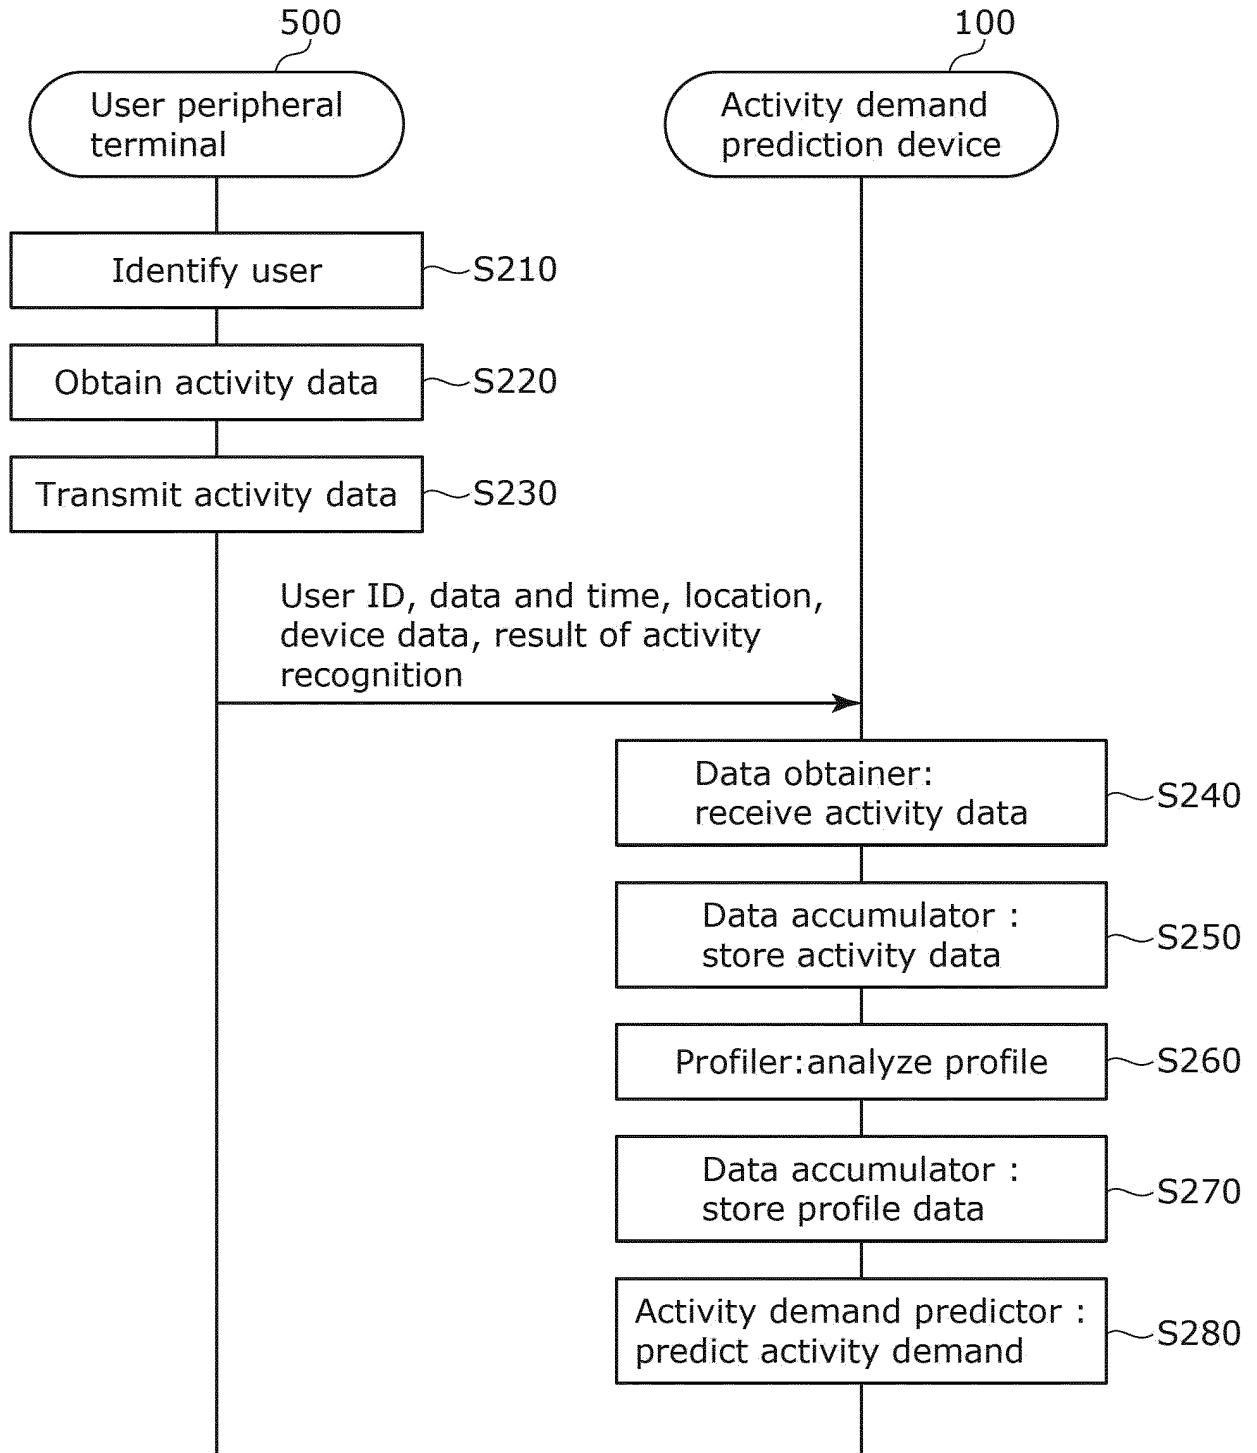 500
User peripheral
terminal
100
Activity demand
prediction device
Identify user
S210
Obtain activity data
S220
Transmit activity data
S230
User ID, data and time, location,
device data, result of activity
recognition
Data obtainer:
receive activity data
S240
Data accumulator :
store activity data
S250
Profiler:analyze profile
S260
Data accumulator :
store profile data
S270
Activity demand predictor :
predict activity demand
S280